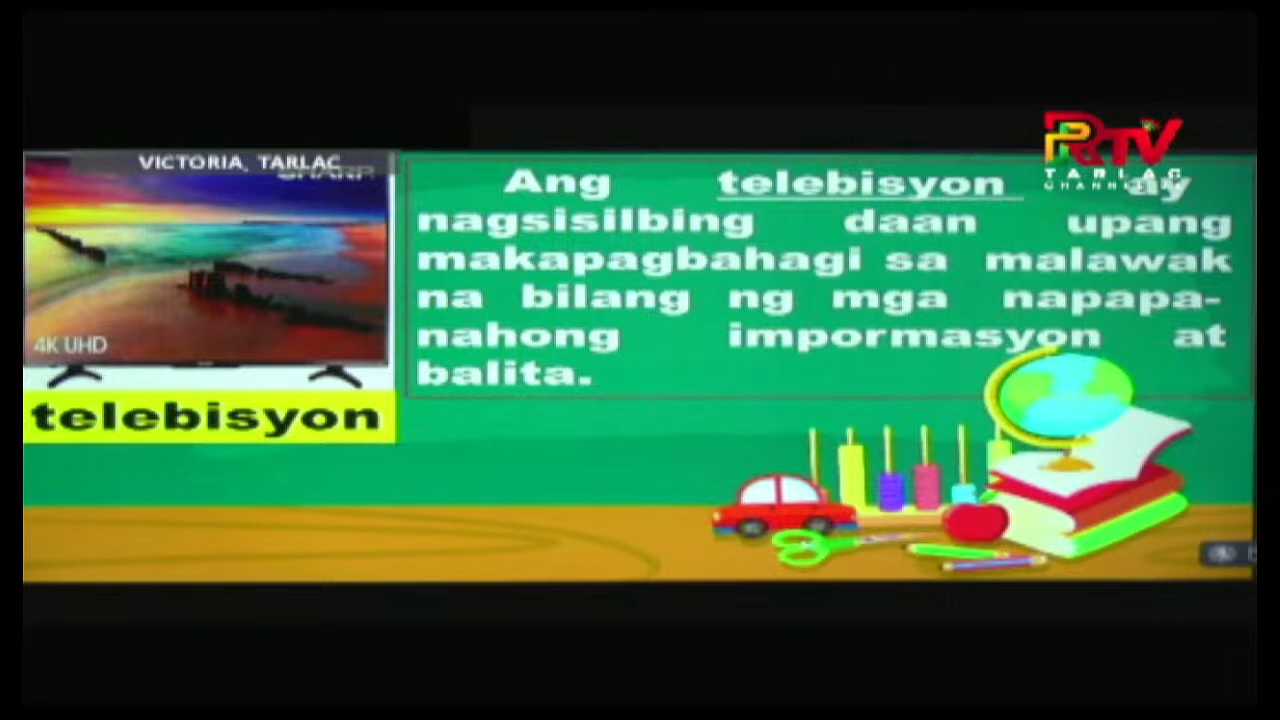 VICTORIA, TARLAC
SHARP
4K UHD
telebisyon
RTV
TARLAC
Ang telebisyon ay
nagsisilbing daan upang
makapagbahagi sa malawak
na bilang ng mga napapa-
nahong impormasyon at
balita.